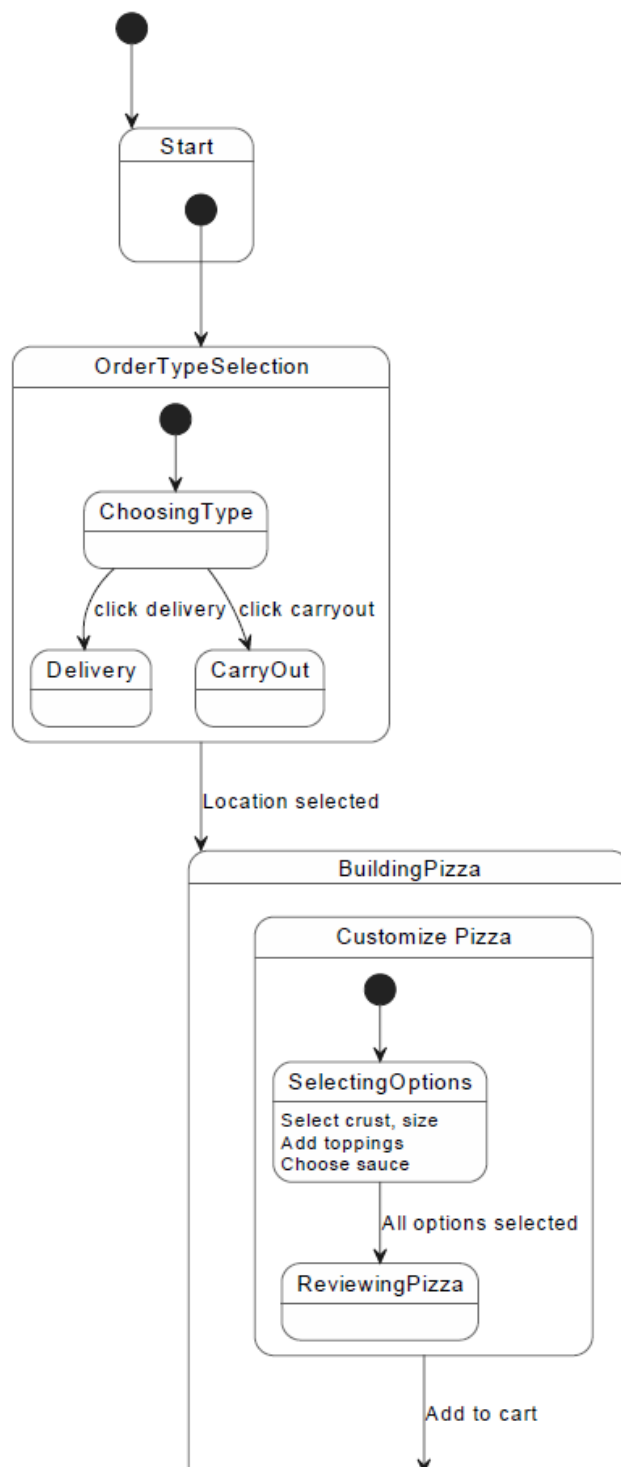 Start
OrderTypeSelection
ChoosingType
click delivery
click carryout
Delivery
CarryOut
Location selected
BuildingPizza
Customize Pizza
SelectingOptions
Select crust, size
Add toppings
Choose sauce
All options selected
ReviewingPizza
Add to cart